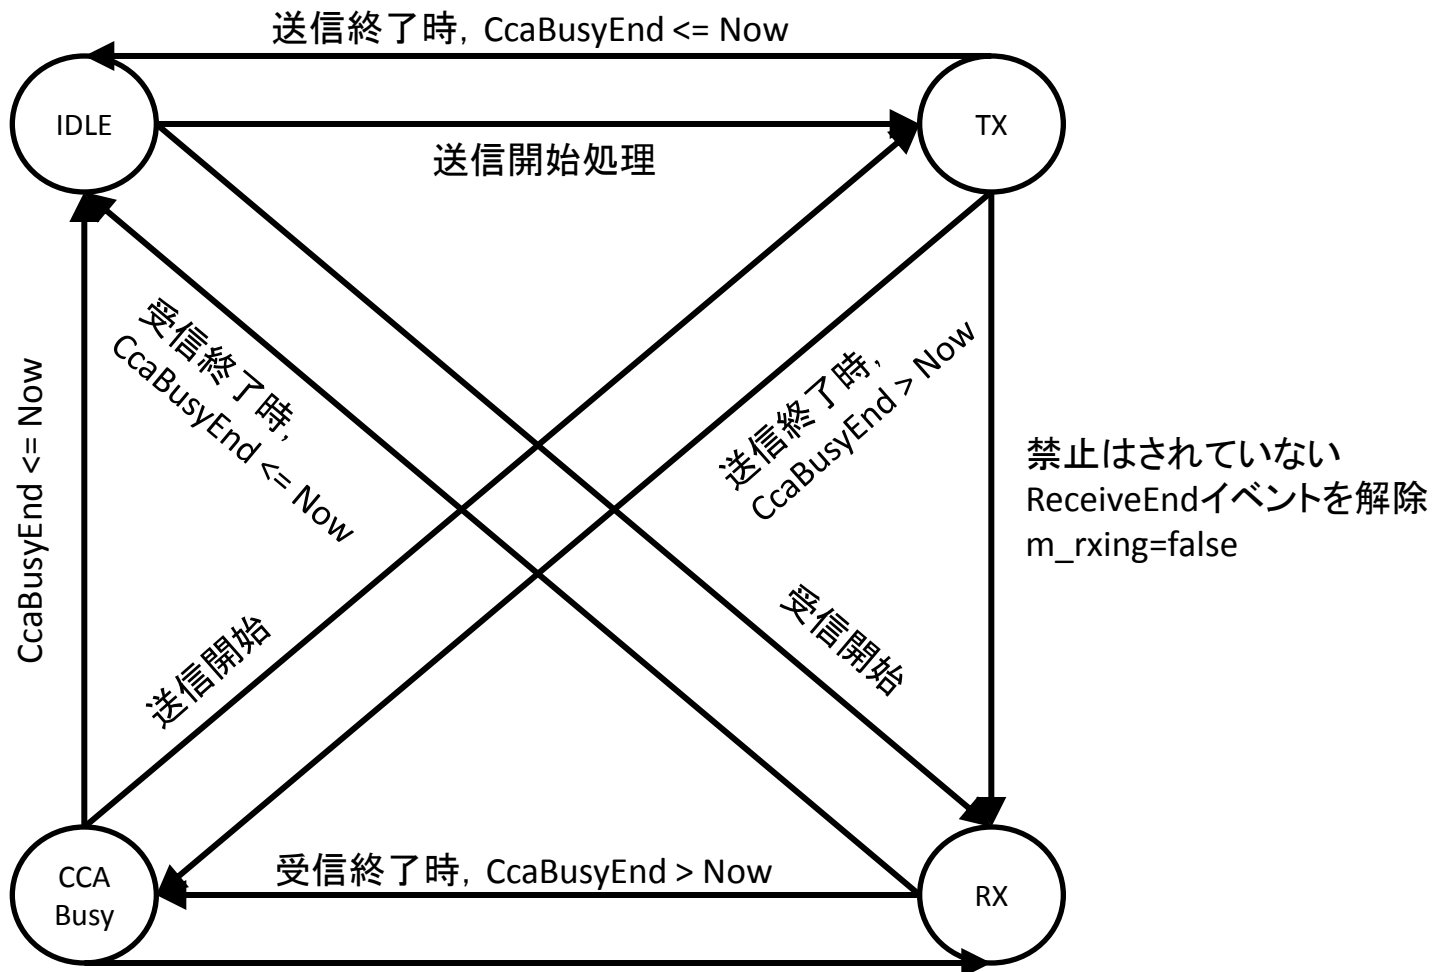 送信終了時, CcaBusyEnd <= Now
IDLE
TX
送信開始処理
受信終了時,
CcaBusyEnd <= Now
送信終了時,
CcaBusyEnd > Now
CcaBusyEnd <= Now
禁止はされていない
ReceiveEndイベントを解除
m_rxing=false
送信開始
受信開始
受信終了時, CcaBusyEnd > Now
CCA
Busy
RX